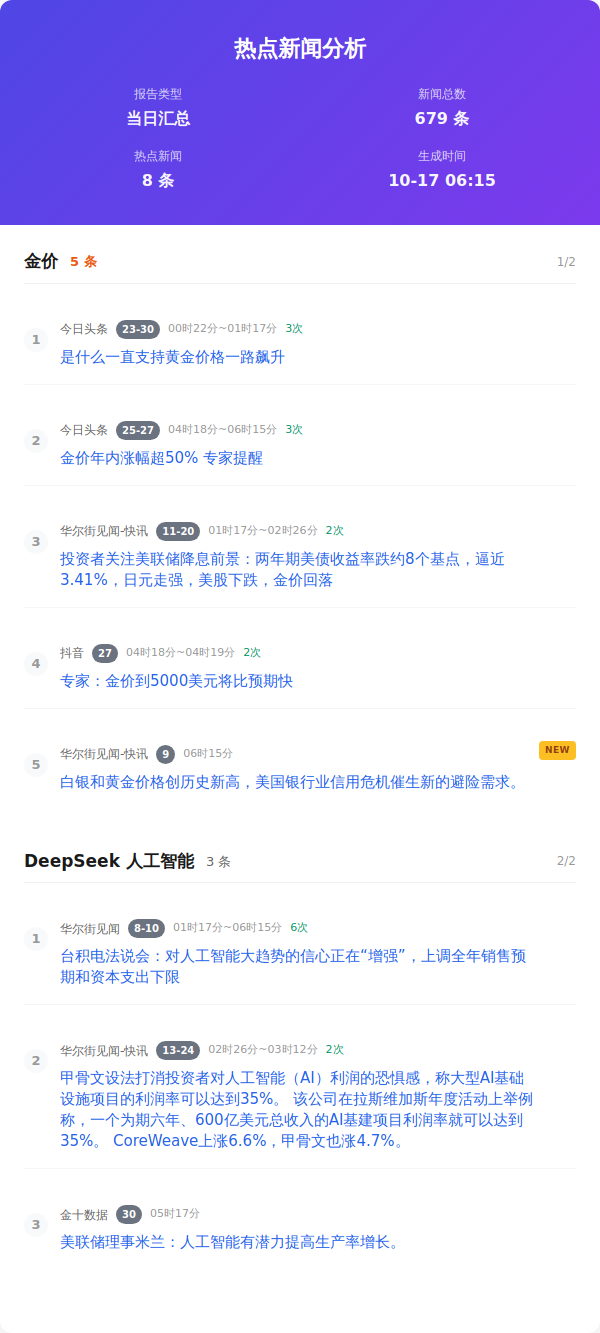 热点新闻分析
报告类型
新闻总数
当日汇总
679 条
热点新闻
生成时间
8 条
10-17 06:15
金价 5 条 1/2
1
今日头条 23-30 00时22分~01时17分 3次
是什么一直支持黄金价格一路飙升
2
今日头条 25-27 04时18分~06时15分 3次
金价年内涨幅超50% 专家提醒
3
华尔街见闻-快讯 11-20 01时17分~02时26分 2次
投资者关注美联储降息前景：两年期美债收益率跌约8个基点，逼近
3.41%，日元走强，美股下跌，金价回落
4
抖音 27 04时18分~04时19分 2次
专家：金价到5000美元将比预期快
5
华尔街见闻-快讯 9 06时15分 NEW
白银和黄金价格创历史新高，美国银行业信用危机催生新的避险需求。
DeepSeek 人工智能 3 条 2/2
1
华尔街见闻 8-10 01时17分~06时15分 6次
台积电法说会：对人工智能大趋势的信心正在“增强”，上调全年销售预
期和资本支出下限
2
华尔街见闻-快讯 13-24 02时26分~03时12分 2次
甲骨文设法打消投资者对人工智能（AI）利润的恐惧感，称大型AI基础
设施项目的利润率可以达到35%。 该公司在拉斯维加斯年度活动上举例
称，一个为期六年、600亿美元总收入的AI基建项目利润率就可以达到
35%。 CoreWeave上涨6.6%，甲骨文也涨4.7%。
3
金十数据 30 05时17分
美联储理事米兰：人工智能有潜力提高生产率增长。